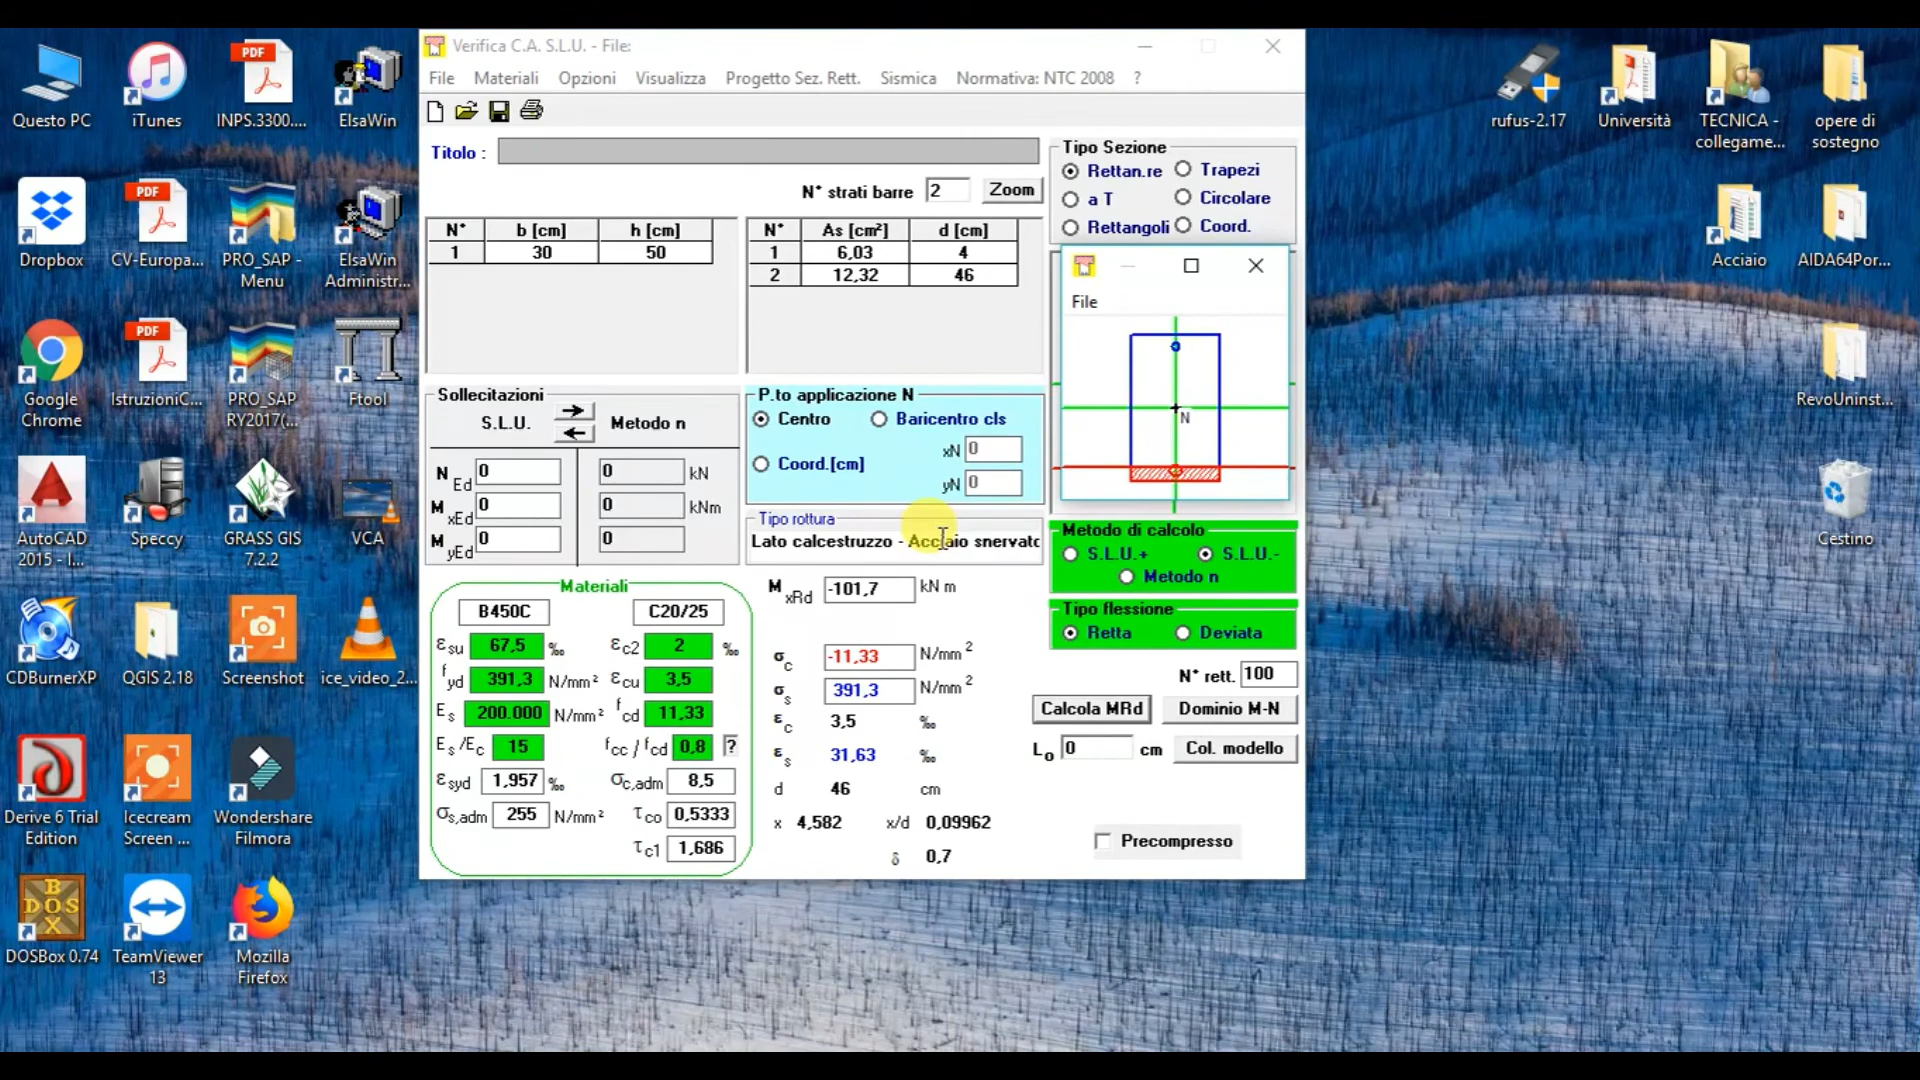 Verifica C.A. S.L.U. - File:
File Materiali Opzioni Visualizza Progetto Sez. Rett. Sismica Normativa: NTC 2008 ?
Titolo :
N° strati barre 2 Zoom
N° b [cm] h [cm]
1 30 50
N° As [cm²] d [cm]
1 6,03 4
2 12,32 46
Tipo Sezione
Rettan.re Trapezi
a T Circolare
Rettangoli Coord.
File
N
Sollecitazioni
S.L.U. Metodo n
N Ed 0 0 kN
M xEd 0 0 kNm
M yEd 0 0
P.to applicazione N
Centro Baricentro cls
Coord.[cm]
xN 0
yN 0
Tipo rottura
Lato calcestruzzo - Acciaio snervato
Metodo di calcolo
S.L.U.+ S.L.U.-
Metodo n
Tipo flessione
Retta Deviata
N° rett. 100
Calcola MRd Dominio M-N
Lo 0 cm Col. modello
Precompresso
Materiali
B450C C20/25
εsu 67,5 ‰ εc2 2 ‰
fyd 391,3 N/mm² εcu 3,5
Es 200.000 N/mm² fcd 11,33
Es/Ec 15 fcc / fcd 0,8 ?
εsyd 1,957 ‰ σc,adm 8,5
σs,adm 255 N/mm² τco 0,5333
τc1 1,686
M xRd -101,7 kN m
σc -11,33 N/mm²
σs 391,3 N/mm²
εc 3,5 ‰
εs 31,63 ‰
d 46 cm
x 4,582 x/d 0,09962
δ 0,7
Questo PC
iTunes
PDF
INPS.3300....
ElsaWin
Dropbox
PDF
CV-Europa...
PRO_SAP -
Menu
ElsaWin
Administr...
Google
Chrome
PDF
IstruzioniC...
PRO_SAP
RY2017(...
Ftool
AutoCAD
2015 - I...
Speccy
GRASS GIS
7.2.2
VCA
CDBurnerXP
QGIS 2.18
Screenshot
ice_video_2...
Derive 6 Trial
Edition
Icecream
Screen ...
Wondershare
Filmora
DOSBox 0.74
TeamViewer
13
Mozilla
Firefox
rufus-2.17
Università
TECNICA -
collegame...
opere di
sostegno
Acciaio
AIDA64Por...
RevoUninst...
Cestino